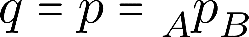 q = p = _A p_B